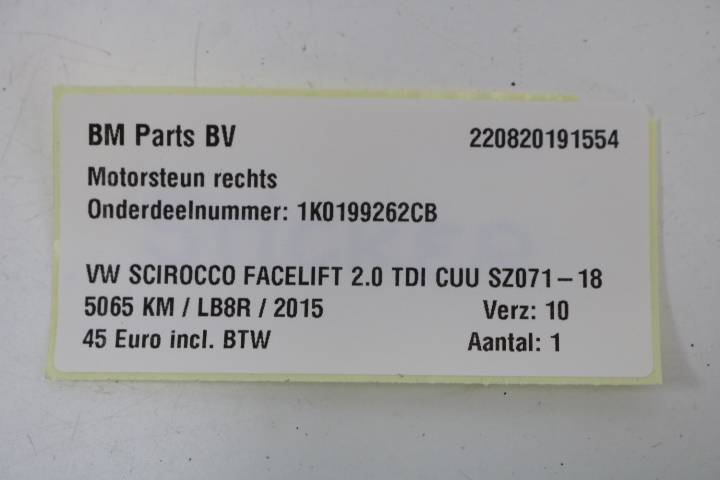 BM Parts BV 220820191554
Motorsteun rechts
Onderdeelnummer: 1K0199262CB
VW SCIROCCO FACELIFT 2.0 TDI CUU SZ071-18
5065 KM / LB8R / 2015 Verz: 10
45 Euro incl. BTW Aantal: 1